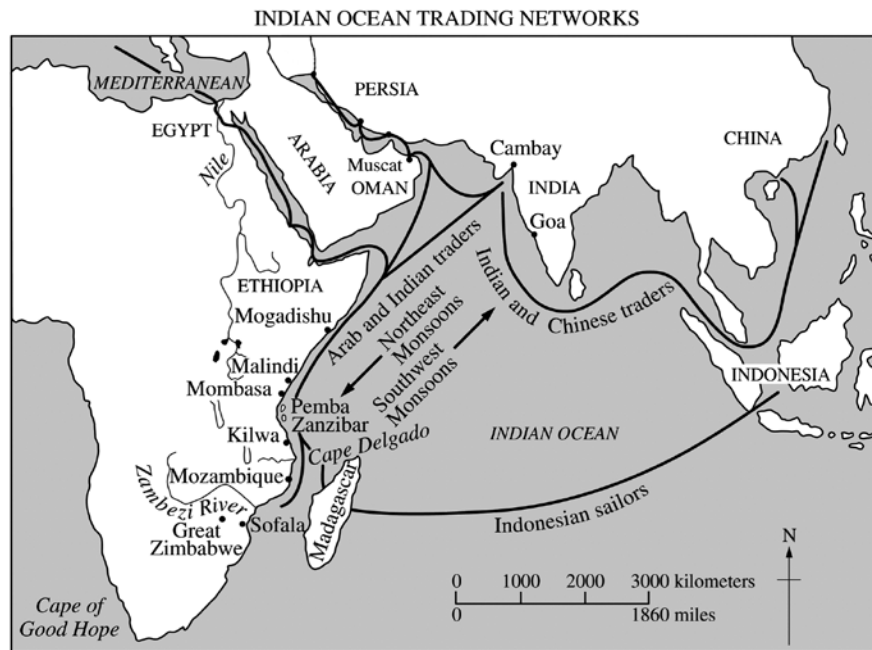 INDIAN OCEAN TRADING NETWORKS
MEDITERRANEAN
PERSIA
CHINA
EGYPT
Nile
ARABIA
Muscat
OMAN
Cambay
INDIA
Goa
ETHIOPIA
Mogadishu
Arab and Indian traders
Northeast
Monsoons
Southwest
Monsoons
Indian and
Chinese traders
Malindi
Mombasa
Pemba
Zanzibar
INDONESIA
Kilwa
Cape Delgado
INDIAN OCEAN
Mozambique
Zambezi River
Sofala
Great
Zimbabwe
Madagascar
Indonesian sailors
Cape of
Good Hope
N
0 1000 2000 3000 kilometers
0 1860 miles